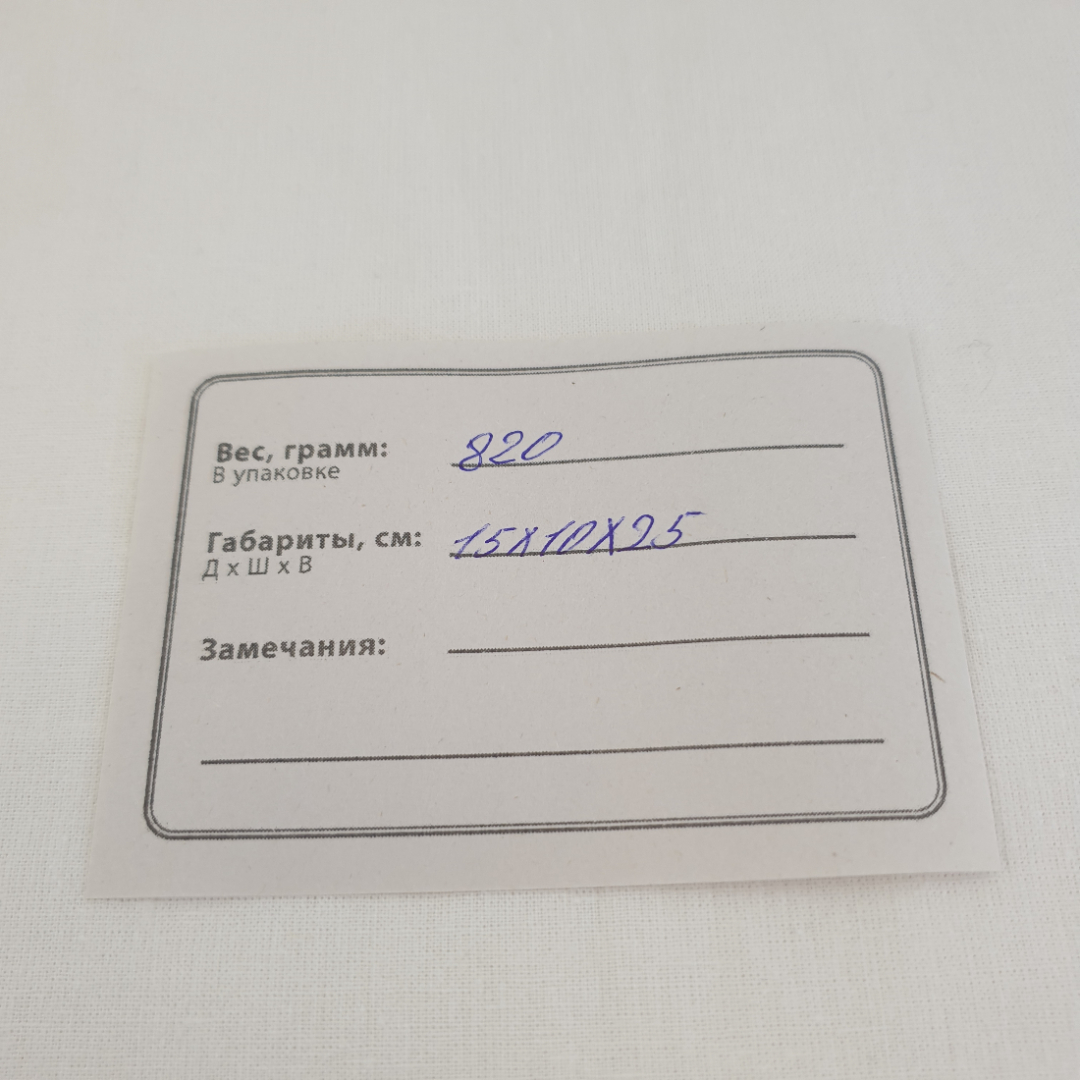 Вес, грамм: 820
В упаковке
Габариты, см: 15х10х25
Д х Ш х В
Замечания: